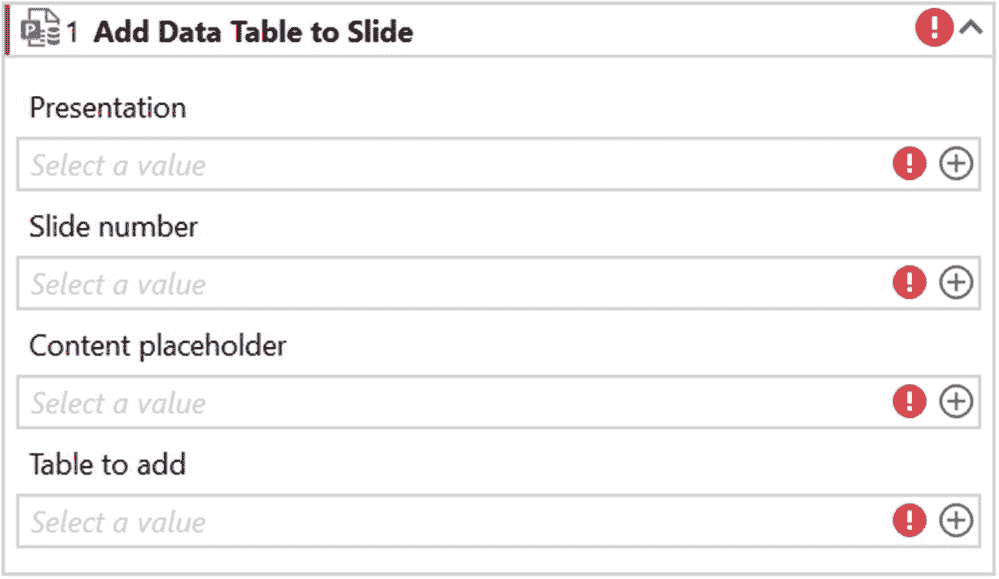 1 Add Data Table to Slide
Presentation
Select a value
Slide number
Select a value
Content placeholder
Select a value
Table to add
Select a value